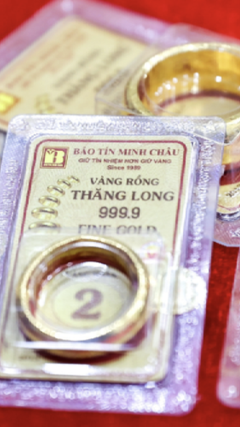 BẢO TÍN MINH CHÂU
GIỮ TÍN NHIỆM HƠN GIỮ VÀNG
Since 1989
VÀNG RỒNG
THĂNG LONG
999.9
FINE GOLD
2